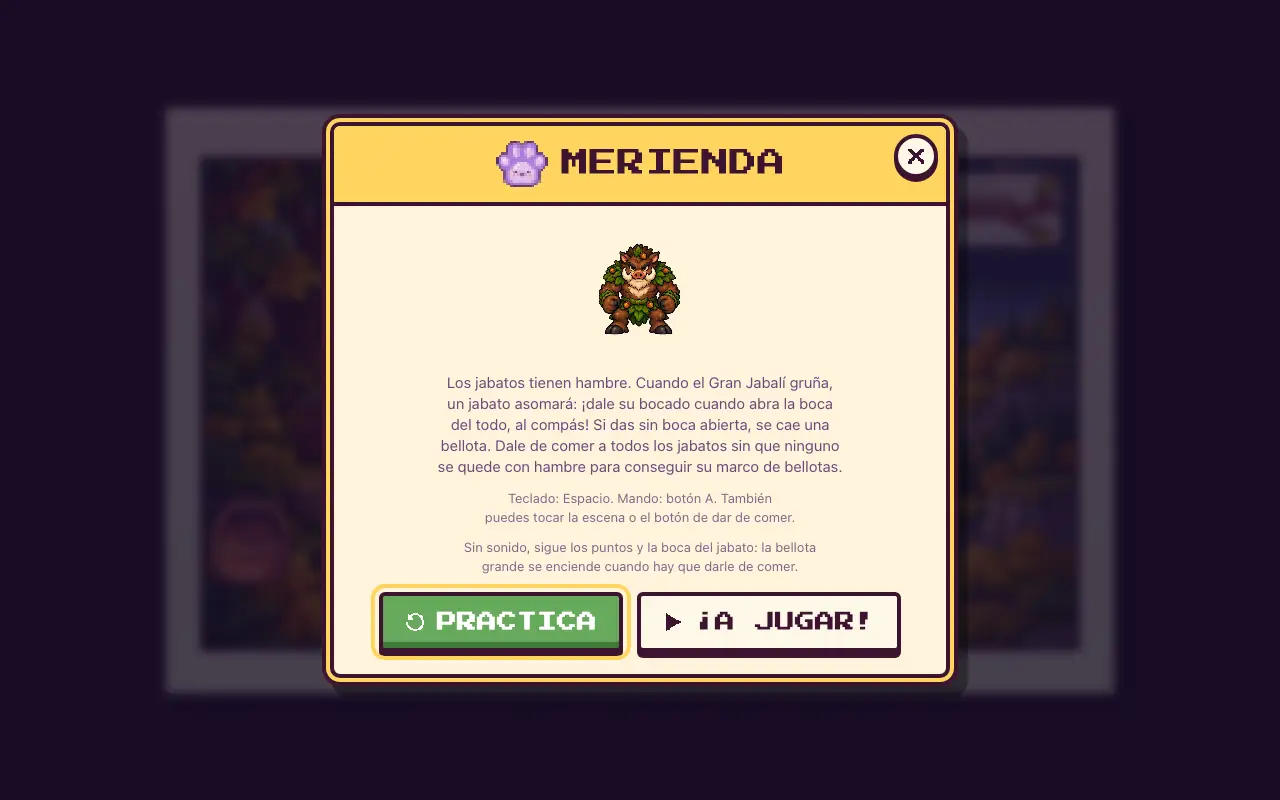 MERIENDA
Los jabatos tienen hambre. Cuando el Gran Jabalí gruña,
un jabato asomará: ¡dale su bocado cuando abra la boca
del todo, al compás! Si das sin boca abierta, se cae una
bellota. Dale de comer a todos los jabatos sin que ninguno
se quede con hambre para conseguir su marco de bellotas.
Teclado: Espacio. Mando: botón A. También
puedes tocar la escena o el botón de dar de comer.
Sin sonido, sigue los puntos y la boca del jabato: la bellota
grande se enciende cuando hay que darle de comer.
PRACTICA
¡A JUGAR!